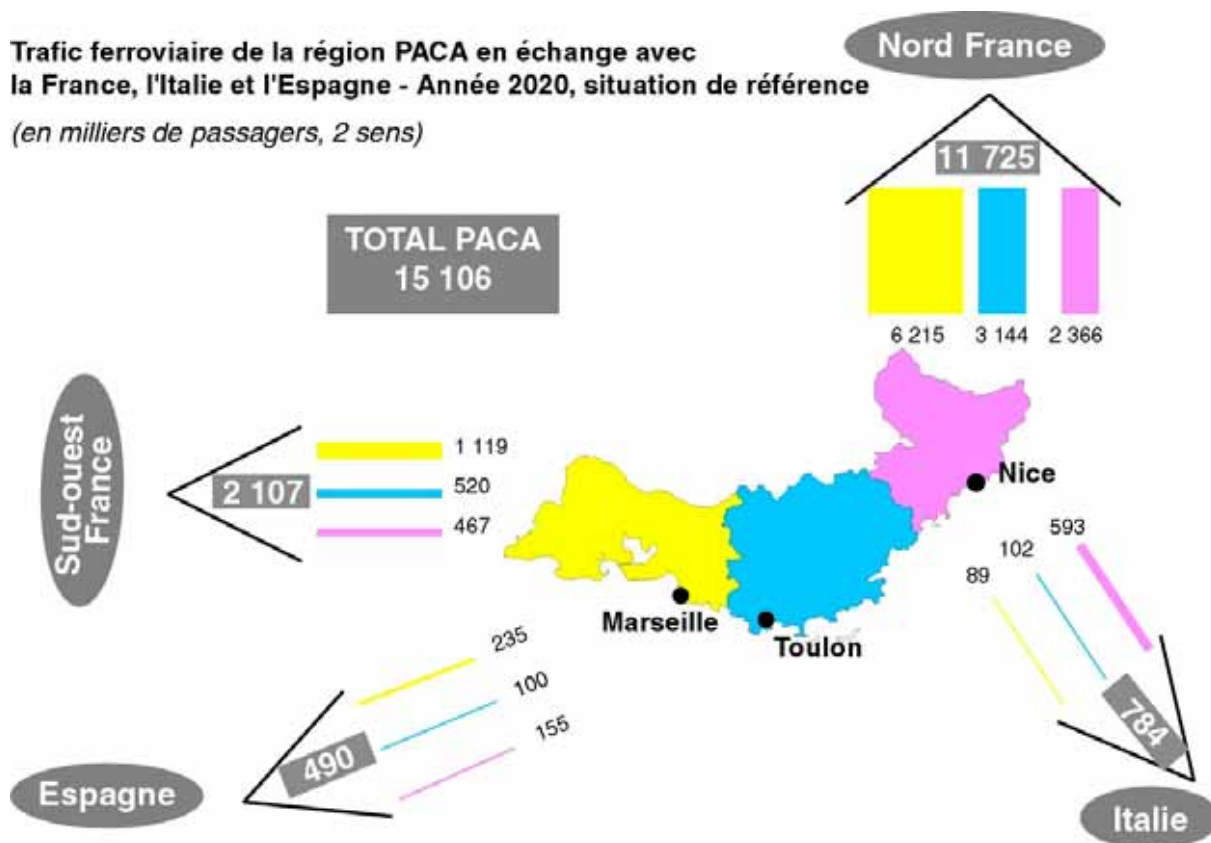 Trafic ferroviaire de la région PACA en échange avec
la France, l'Italie et l'Espagne - Année 2020, situation de référence
(en milliers de passagers, 2 sens)
Nord France
11 725
TOTAL PACA
15 106
6 215
3 144
2 366
Sud-ouest
France
2 107
1 119
520
467
Nice
Marseille
Toulon
593
102
89
784
Italie
235
100
155
490
Espagne